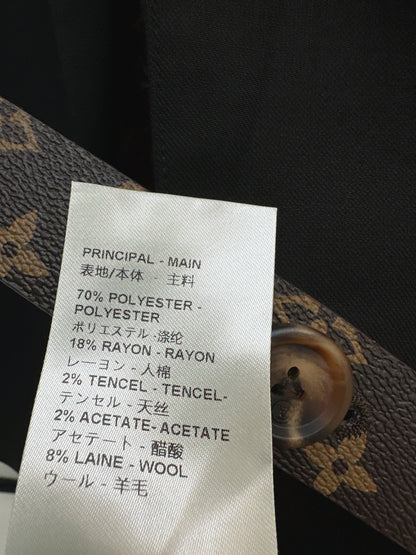 PRINCIPAL - MAIN
表地/本体 - 主料
70% POLYESTER -
POLYESTER
ポリエステル -涤纶
18% RAYON - RAYON
レーヨン - 人棉
2% TENCEL - TENCEL-
テンセル - 天丝
2% ACETATE- ACETATE
アセテート - 醋酸
8% LAINE - WOOL
ウール - 羊毛